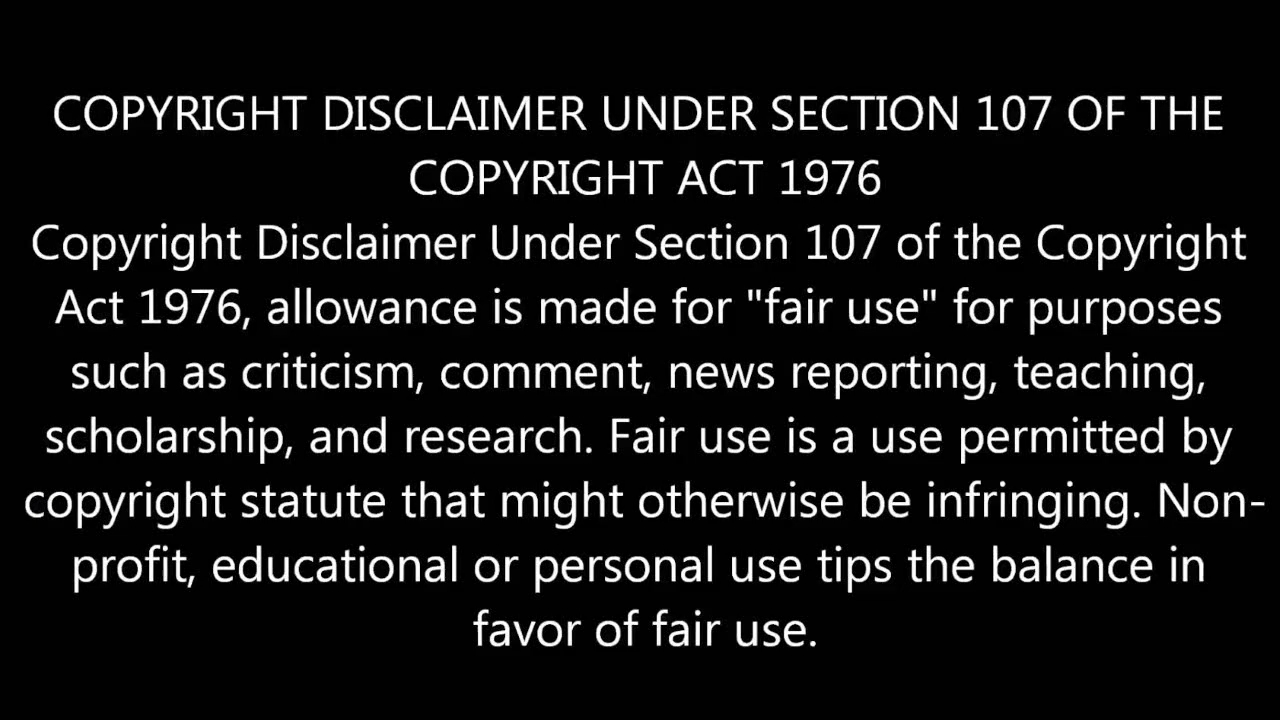 COPYRIGHT DISCLAIMER UNDER SECTION 107 OF THE
COPYRIGHT ACT 1976
Copyright Disclaimer Under Section 107 of the Copyright
Act 1976, allowance is made for "fair use" for purposes
such as criticism, comment, news reporting, teaching,
scholarship, and research. Fair use is a use permitted by
copyright statute that might otherwise be infringing. Non-
profit, educational or personal use tips the balance in
favor of fair use.